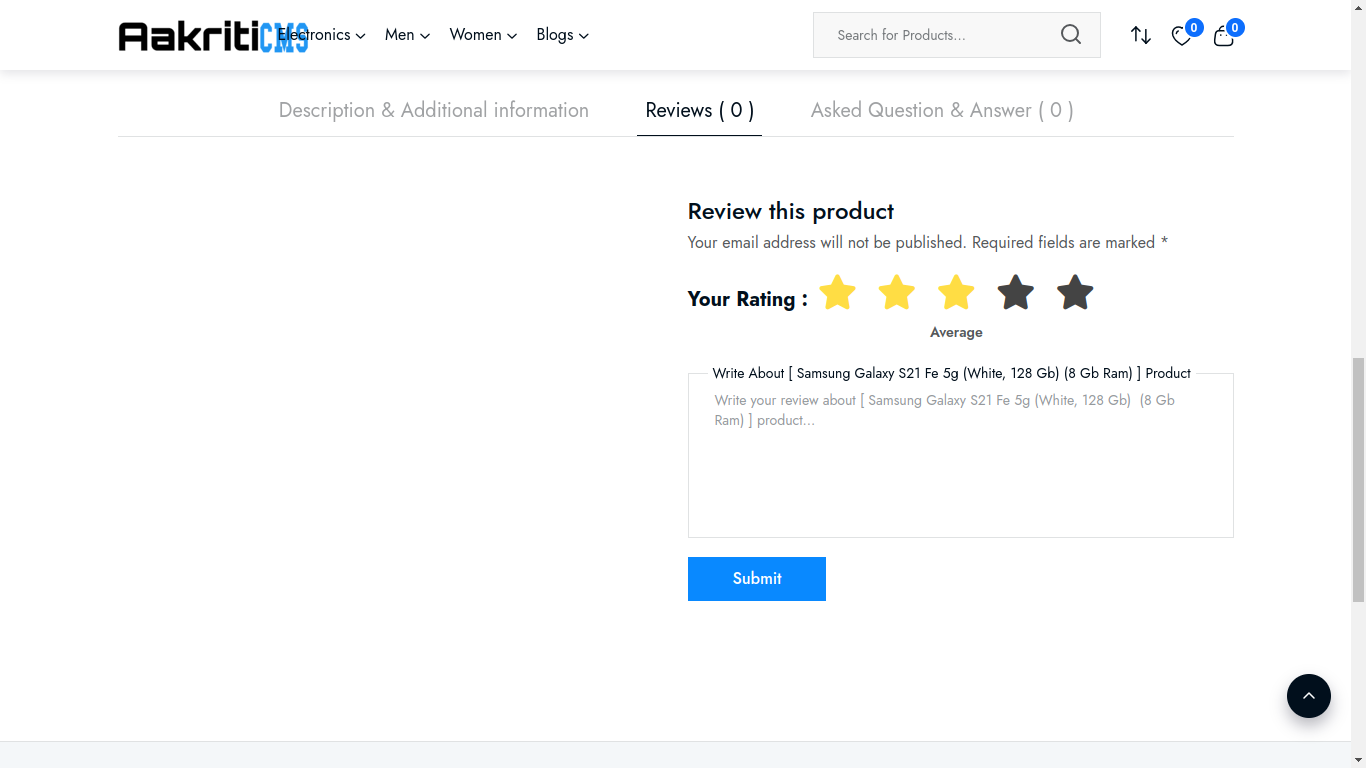 AakritiCMS
Electronics Men Women Blogs
Search for Products...
0
0
Description & Additional information
Reviews ( 0 )
Asked Question & Answer ( 0 )
Review this product
Your email address will not be published. Required fields are marked *
Your Rating :
Average
Write About [ Samsung Galaxy S21 Fe 5g (White, 128 Gb) (8 Gb Ram) ] Product
Write your review about [ Samsung Galaxy S21 Fe 5g (White, 128 Gb)  (8 Gb
Ram) ] product...
Submit